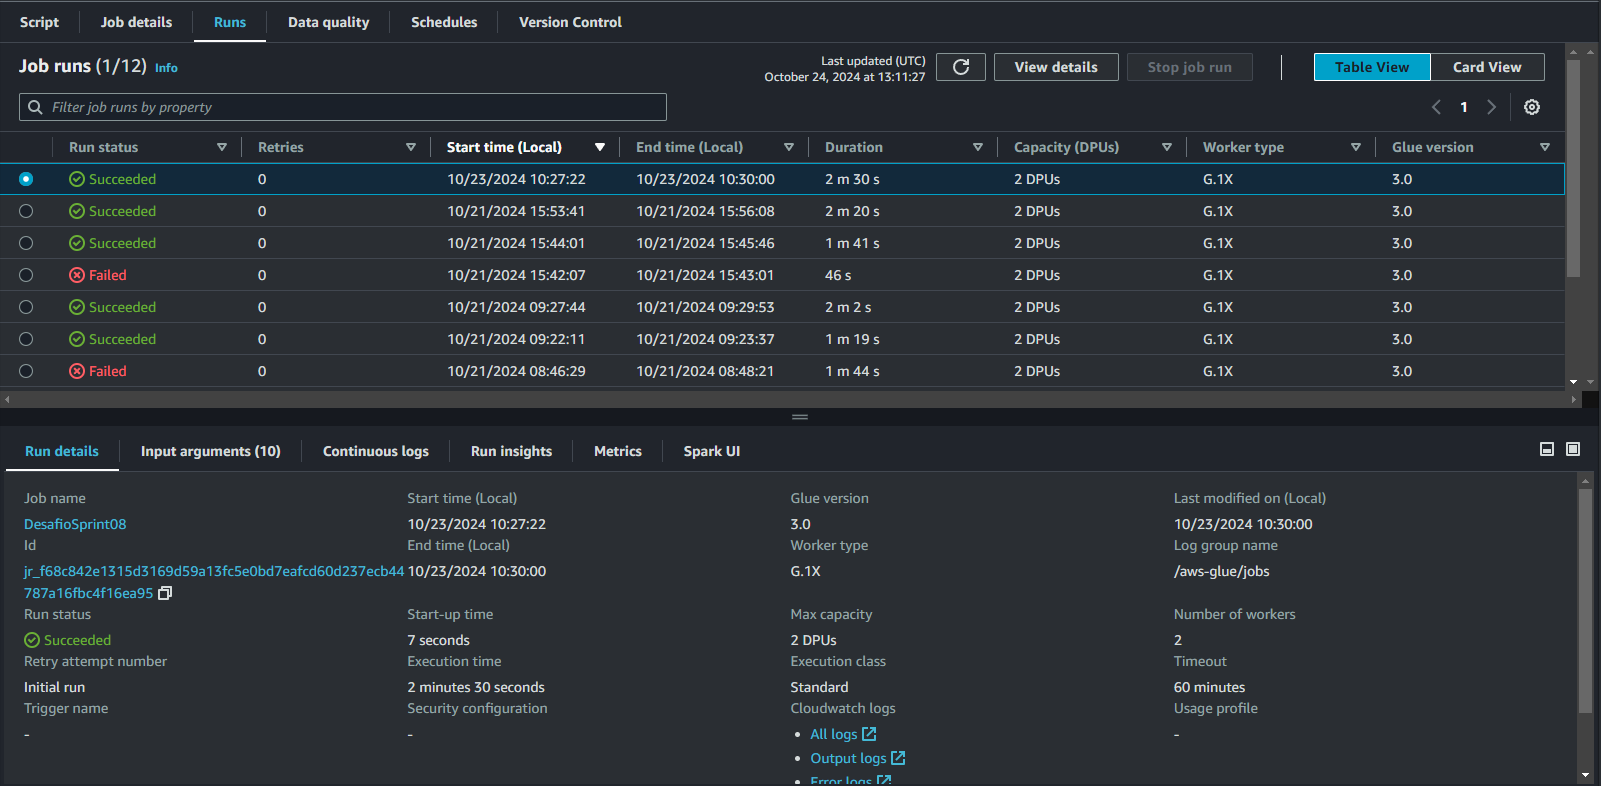 Script Job details Runs Data quality Schedules Version Control
Job runs (1/12) Info
Last updated (UTC)
October 24, 2024 at 13:11:27
View details Stop job run Table View Card View
Filter job runs by property
1
Run status Retries Start time (Local) End time (Local) Duration Capacity (DPUs) Worker type Glue version
Succeeded 0 10/23/2024 10:27:22 10/23/2024 10:30:00 2 m 30 s 2 DPUs G.1X 3.0
Succeeded 0 10/21/2024 15:53:41 10/21/2024 15:56:08 2 m 20 s 2 DPUs G.1X 3.0
Succeeded 0 10/21/2024 15:44:01 10/21/2024 15:45:46 1 m 41 s 2 DPUs G.1X 3.0
Failed 0 10/21/2024 15:42:07 10/21/2024 15:43:01 46 s 2 DPUs G.1X 3.0
Succeeded 0 10/21/2024 09:27:44 10/21/2024 09:29:53 2 m 2 s 2 DPUs G.1X 3.0
Succeeded 0 10/21/2024 09:22:11 10/21/2024 09:23:37 1 m 19 s 2 DPUs G.1X 3.0
Failed 0 10/21/2024 08:46:29 10/21/2024 08:48:21 1 m 44 s 2 DPUs G.1X 3.0
Run details Input arguments (10) Continuous logs Run insights Metrics Spark UI
Job name Start time (Local) Glue version Last modified on (Local)
DesafioSprint08 10/23/2024 10:27:22 3.0 10/23/2024 10:30:00
Id End time (Local) Worker type Log group name
jr_f68c842e1315d3169d59a13fc5e0bd7eafcd60d237ecb44 10/23/2024 10:30:00 G.1X /aws-glue/jobs
787a16fbc4f16ea95
Run status Start-up time Max capacity Number of workers
Succeeded 7 seconds 2 DPUs 2
Retry attempt number Execution time Execution class Timeout
Initial run 2 minutes 30 seconds Standard 60 minutes
Trigger name Security configuration Cloudwatch logs Usage profile
- - • All logs -
• Output logs
• Error logs